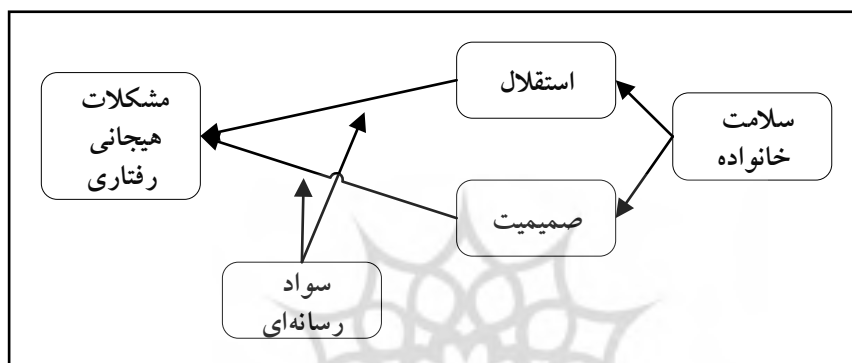 سلامت
خانواده
استقلال
صمیمیت
مشکلات
هیجانی
رفتاری
سواد
رسانه‌ای